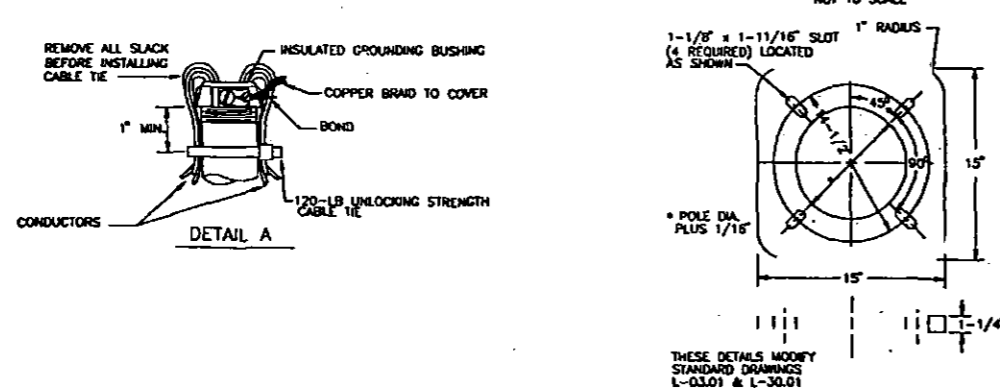 NOT TO SCALE
REMOVE ALL SLACK
BEFORE INSTALLING
CABLE TIE
INSULATED GROUNDING BUSHING
COPPER BRAID TO COVER
BOND
1" MIN.
120-LB UNLOCKING STRENGTH
CABLE TIE
CONDUCTORS
DETAIL A
1-1/8" x 1-11/16" SLOT
(4 REQUIRED) LOCATED
AS SHOWN
1" RADIUS
45°
90°
15"
* POLE DIA.
PLUS 1/16"
15"
1-1/4
THESE DETAILS MODIFY
STANDARD DRAWINGS
L-03.01 & L-30.01